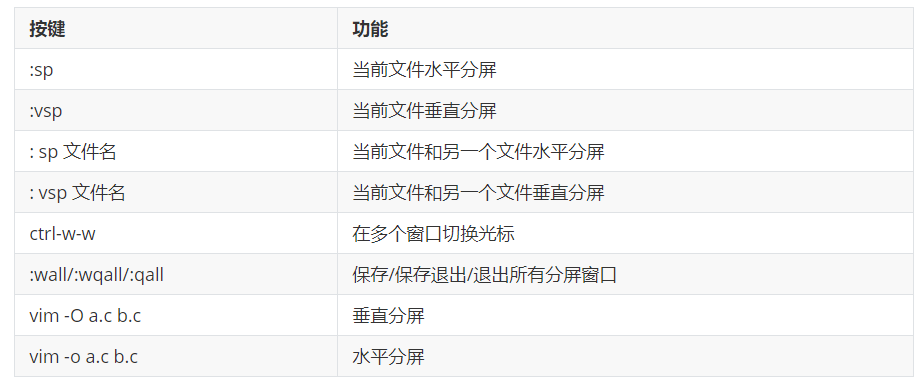 按键 功能
:sp 当前文件水平分屏
:vsp 当前文件垂直分屏
: sp 文件名 当前文件和另一个文件水平分屏
: vsp 文件名 当前文件和另一个文件垂直分屏
ctrl-w-w 在多个窗口切换光标
:wall/:wqall/:qall 保存/保存退出/退出所有分屏窗口
vim -O a.c b.c 垂直分屏
vim -o a.c b.c 水平分屏